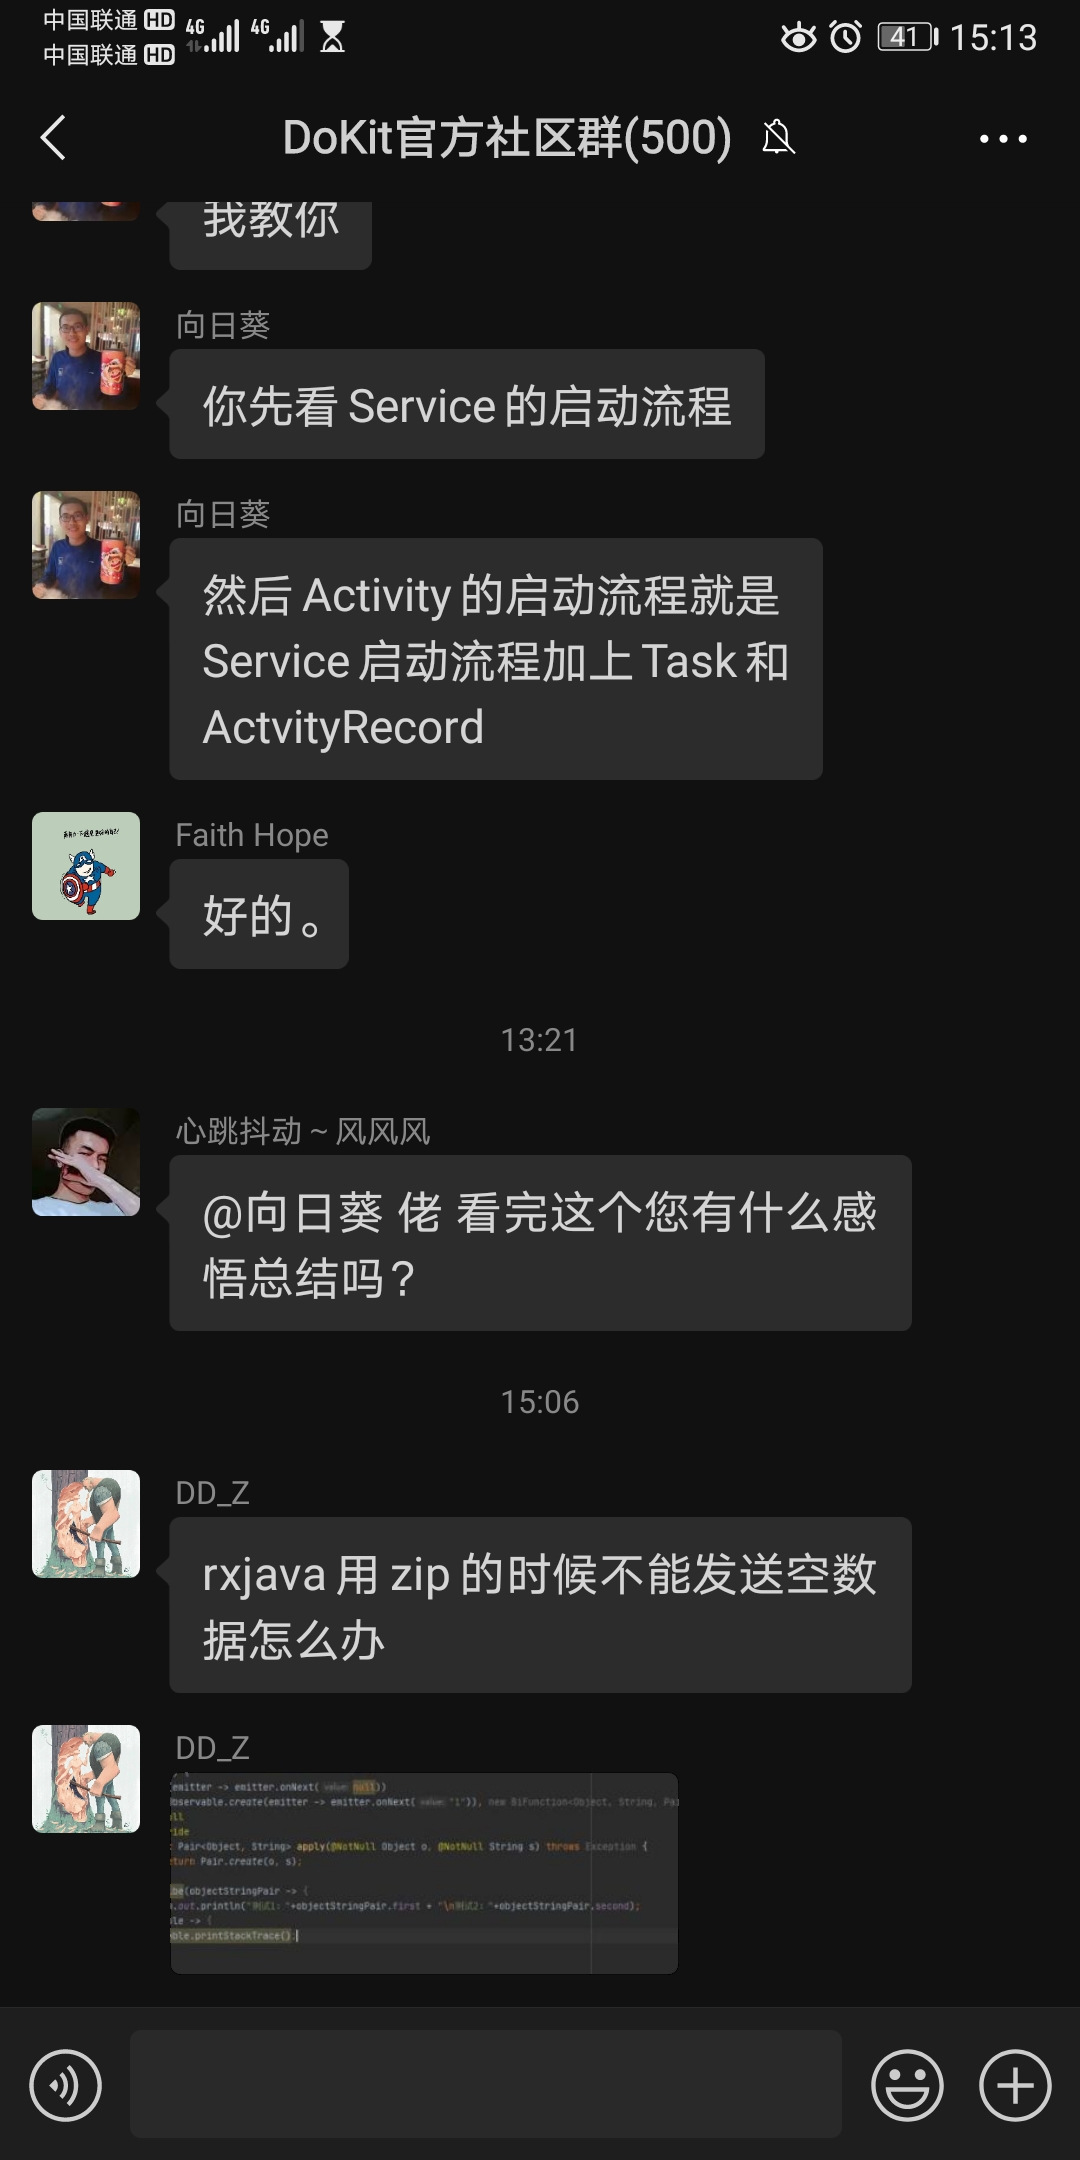 中国联通 HD 4G 4G 41 15:13
中国联通 HD
DoKit官方社区群(500)
我教你
向日葵
你先看 Service 的启动流程
向日葵
然后 Activity 的启动流程就是
Service 启动流程加上 Task 和
ActvityRecord
Faith Hope
好的。
13:21
心跳抖动 ~ 风风风
@向日葵 佬 看完这个您有什么感
悟总结吗?
15:06
DD_Z
rxjava 用 zip 的时候不能发送空数
据怎么办
DD_Z
emitter -> emitter.onNext( value: null))
bservable.create(emitter -> emitter.onNext( value: "1")), new BiFunction<Object, String, Pai
ll
ide
Pair<Object, String> apply(@NotNull Object o, @NotNull String s) throws Exception {
turn Pair.create(o, s);
be(objectStringPair -> {
.out.println("测试1: "+objectStringPair.first + "\n测试2: "+objectStringPair.second);
le -> {
ble.printStackTrace()